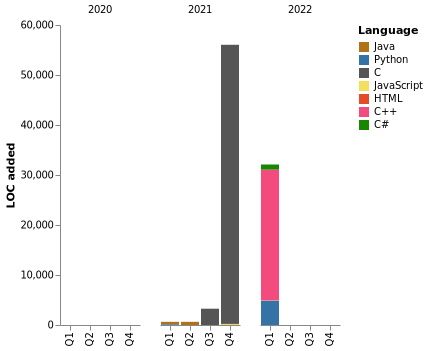 2020 2021 2022
60,000
50,000
40,000
30,000
20,000
10,000
0
LOC added
Q1 Q2 Q3 Q4 Q1 Q2 Q3 Q4 Q1 Q2 Q3 Q4
Language
Java
Python
C
JavaScript
HTML
C++
C#